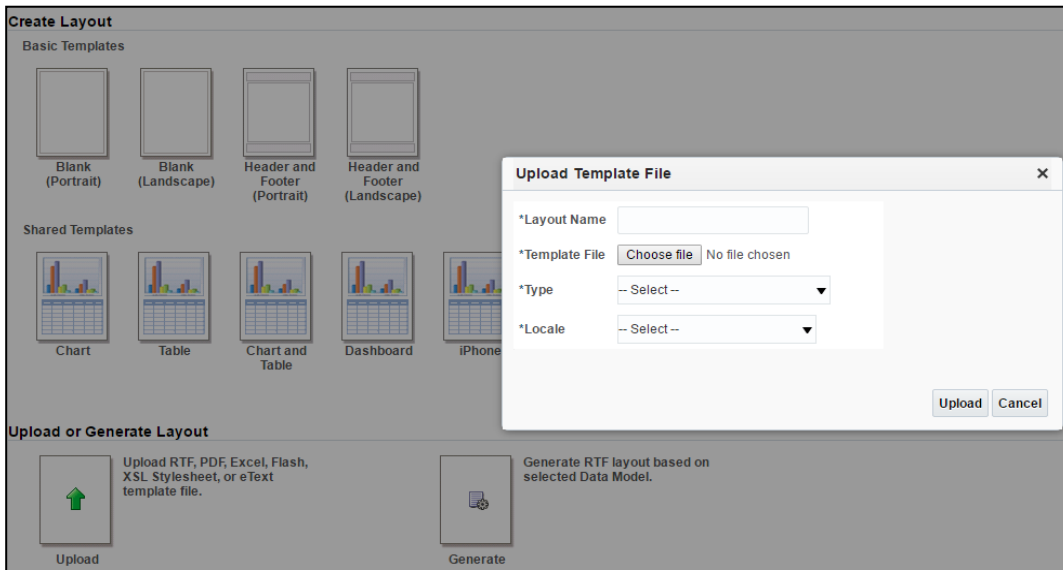 Create Layout
Basic Templates
Blank
(Portrait)
Blank
(Landscape)
Header and
Footer
(Portrait)
Header and
Footer
(Landscape)
Shared Templates
Chart
Table
Chart and
Table
Dashboard
iPhone
Upload Template File
*Layout Name
*Template File Choose file No file chosen
*Type -- Select --
*Locale -- Select --
Upload Cancel
Upload or Generate Layout
Upload RTF, PDF, Excel, Flash,
XSL Stylesheet, or eText
template file.
Upload
Generate RTF layout based on
selected Data Model.
Generate